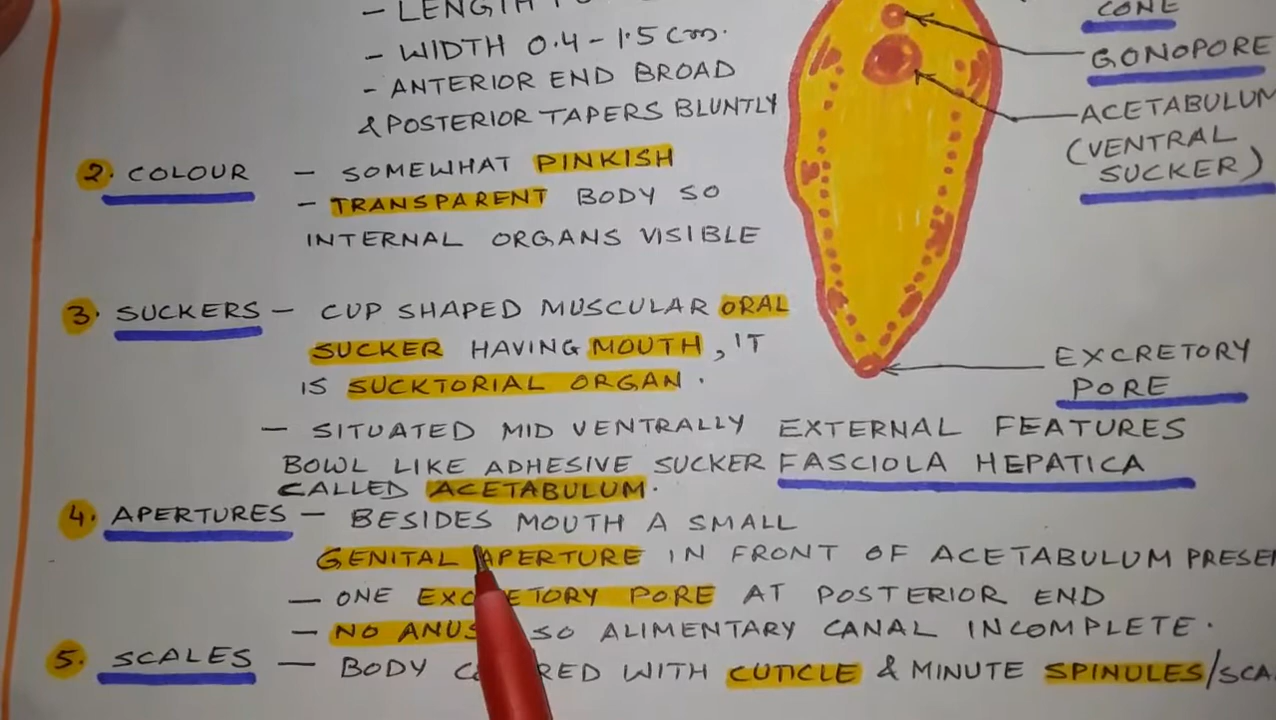 - LENGTH
- WIDTH 0.4 - 1.5 cm.
- ANTERIOR END BROAD
& POSTERIOR TAPERS BLUNTLY
CONE
GONOPORE
ACETABULUM
(VENTRAL
SUCKER)
2. COLOUR - SOMEWHAT PINKISH
- TRANSPARENT BODY SO
INTERNAL ORGANS VISIBLE
3. SUCKERS - CUP SHAPED MUSCULAR ORAL
SUCKER HAVING MOUTH, IT
IS SUCKTORIAL ORGAN.
EXCRETORY
PORE
- SITUATED MID VENTRALLY
BOWL LIKE ADHESIVE SUCKER
CALLED ACETABULUM.
EXTERNAL FEATURES
FASCIOLA HEPATICA
4. APERTURES - BESIDES MOUTH A SMALL
GENITAL APERTURE IN FRONT OF ACETABULUM PRESE
- ONE EXCRETORY PORE AT POSTERIOR END
- NO ANUS SO ALIMENTARY CANAL INCOMPLETE.
5. SCALES - BODY COVERED WITH CUTICLE & MINUTE SPINULES/SCA